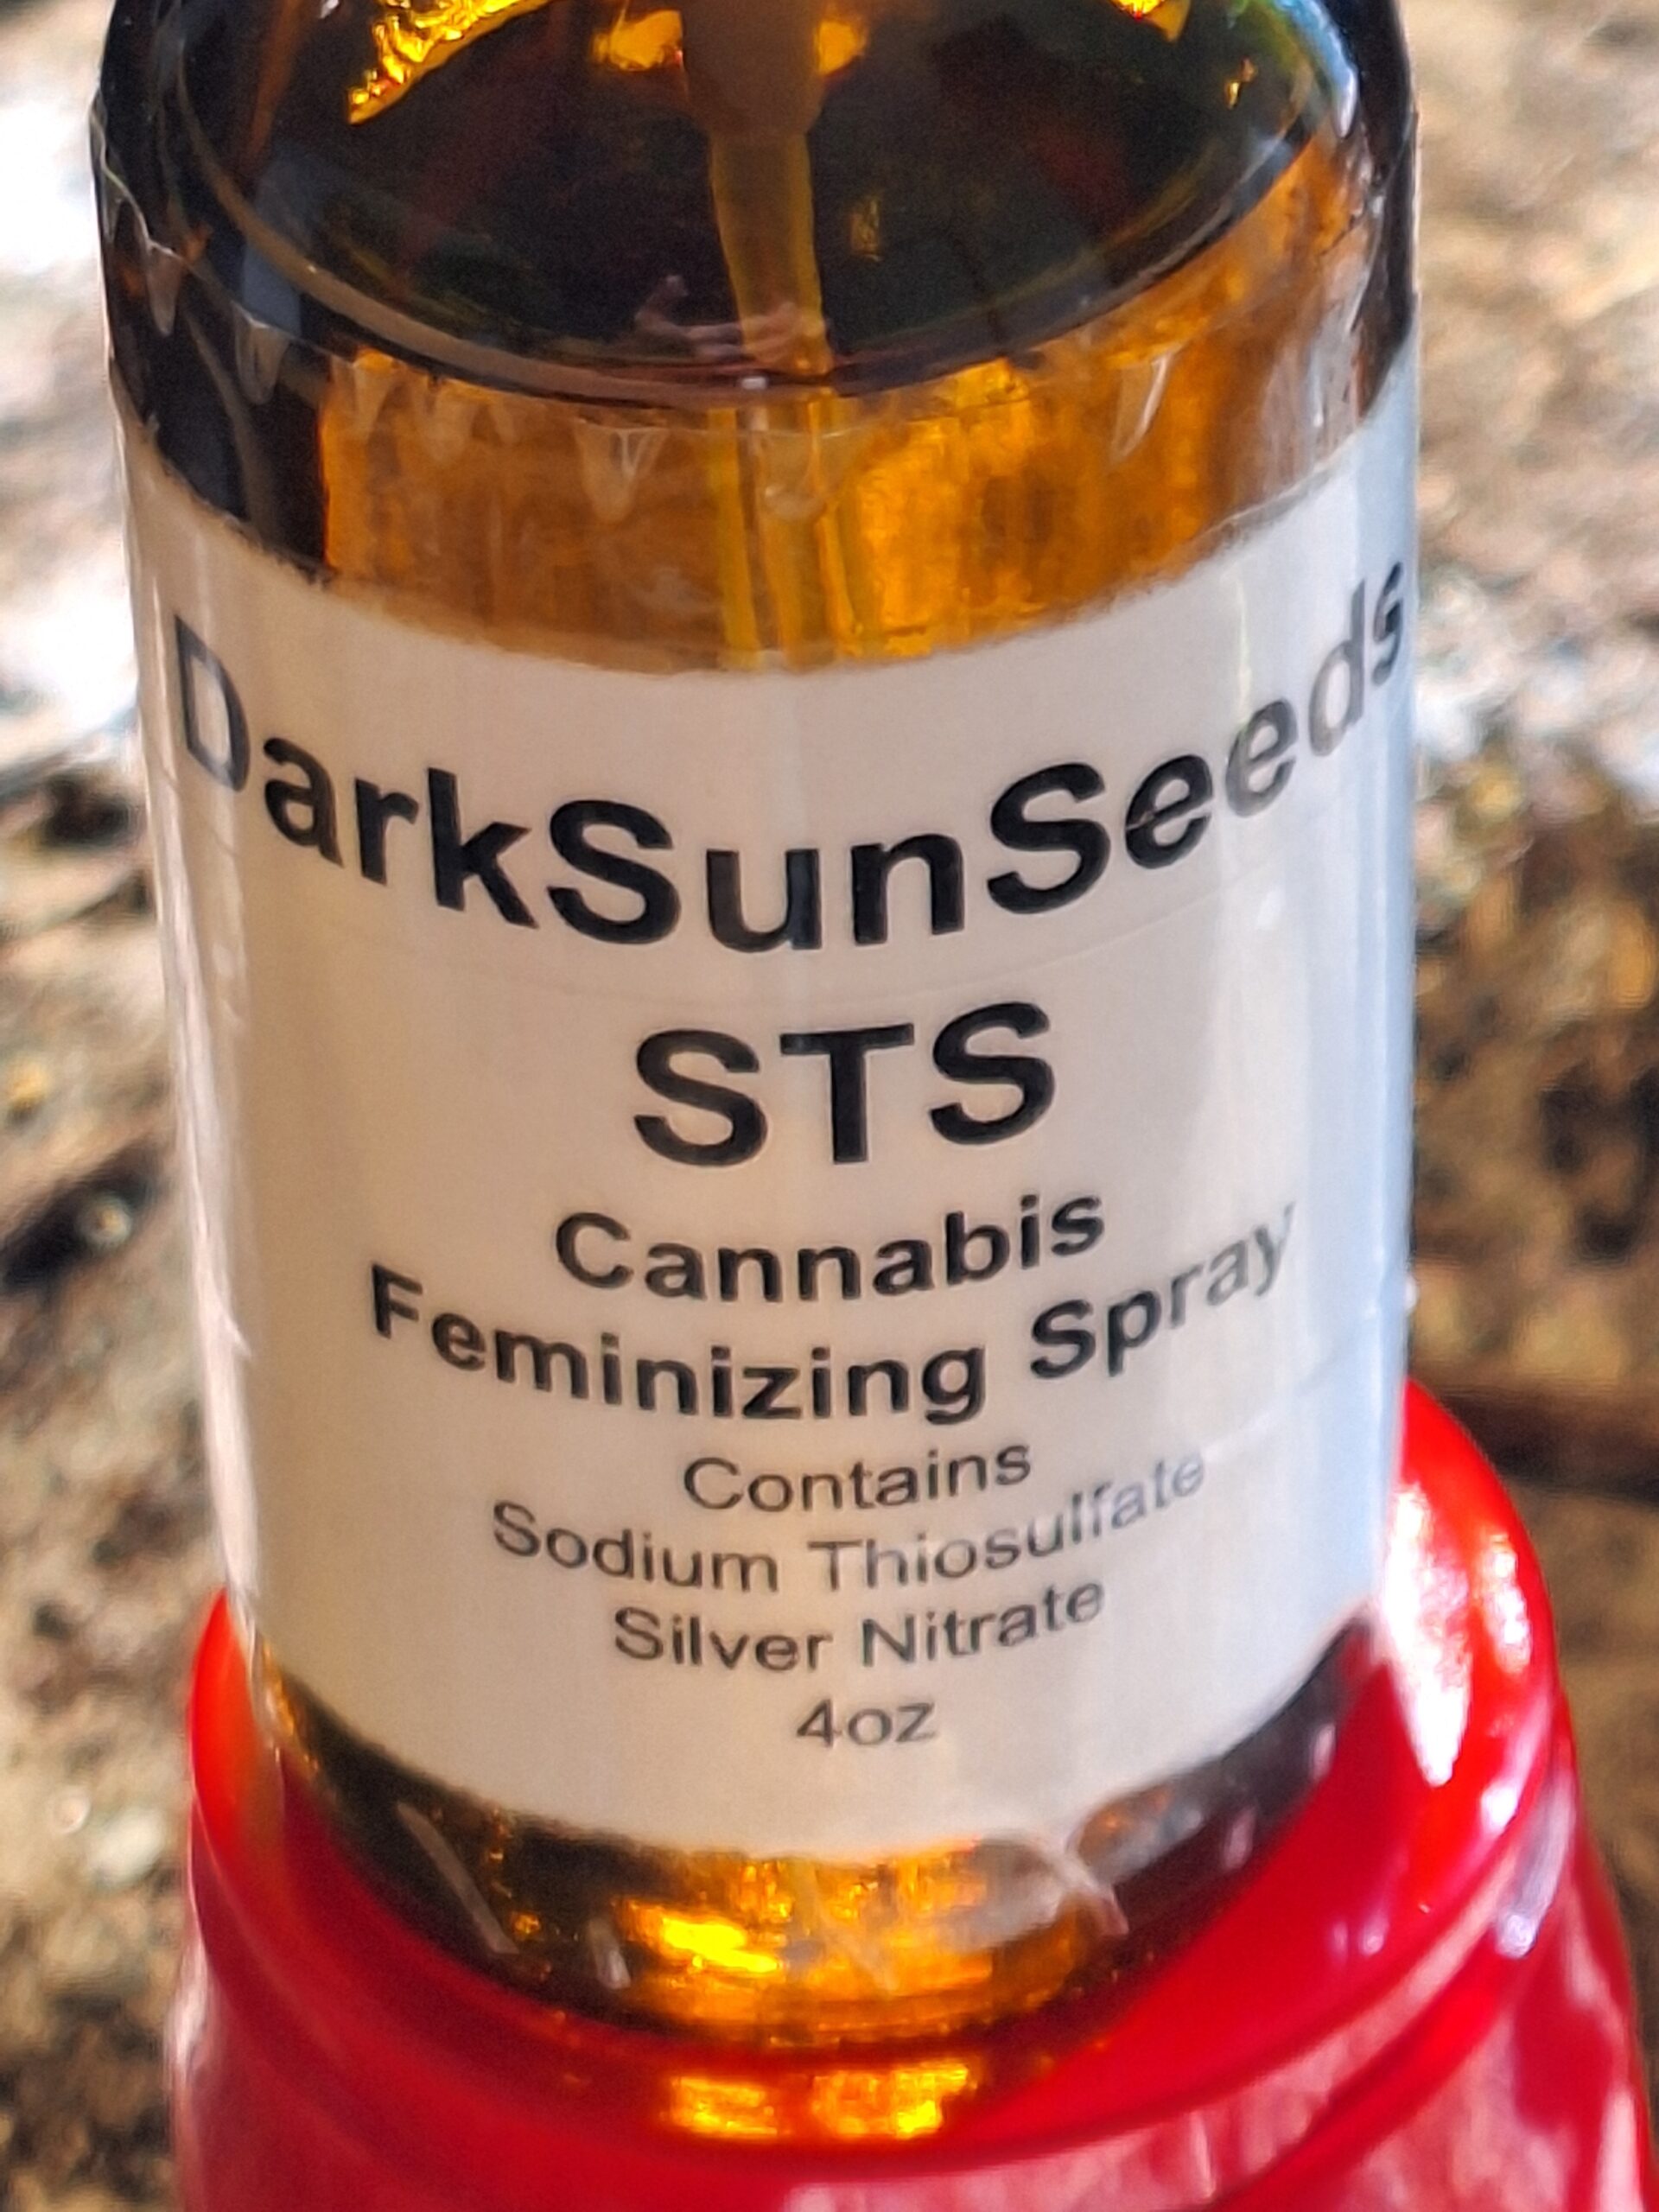 DarkSunSeeds
STS
Cannabis
Feminizing Spray
Contains
Sodium Thiosulfate
Silver Nitrate
4oz